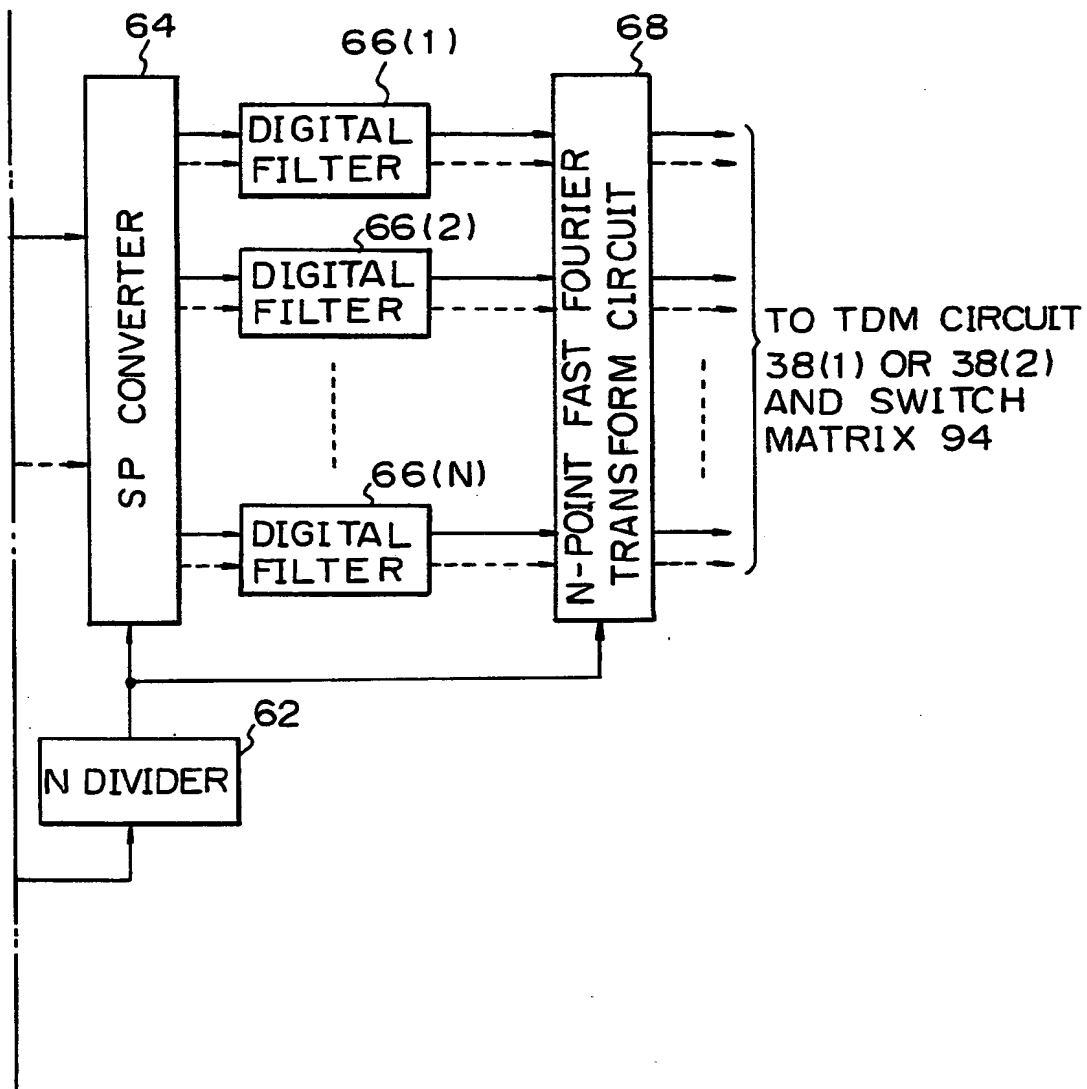 64
66(1)
68
DIGITAL
FILTER
66(2)
DIGITAL
FILTER
SP CONVERTER
N-POINT FAST FOURIER
TRANSFORM CIRCUIT
TO TDM CIRCUIT
38(1) OR 38(2)
AND SWITCH
MATRIX 94
66(N)
DIGITAL
FILTER
62
N DIVIDER